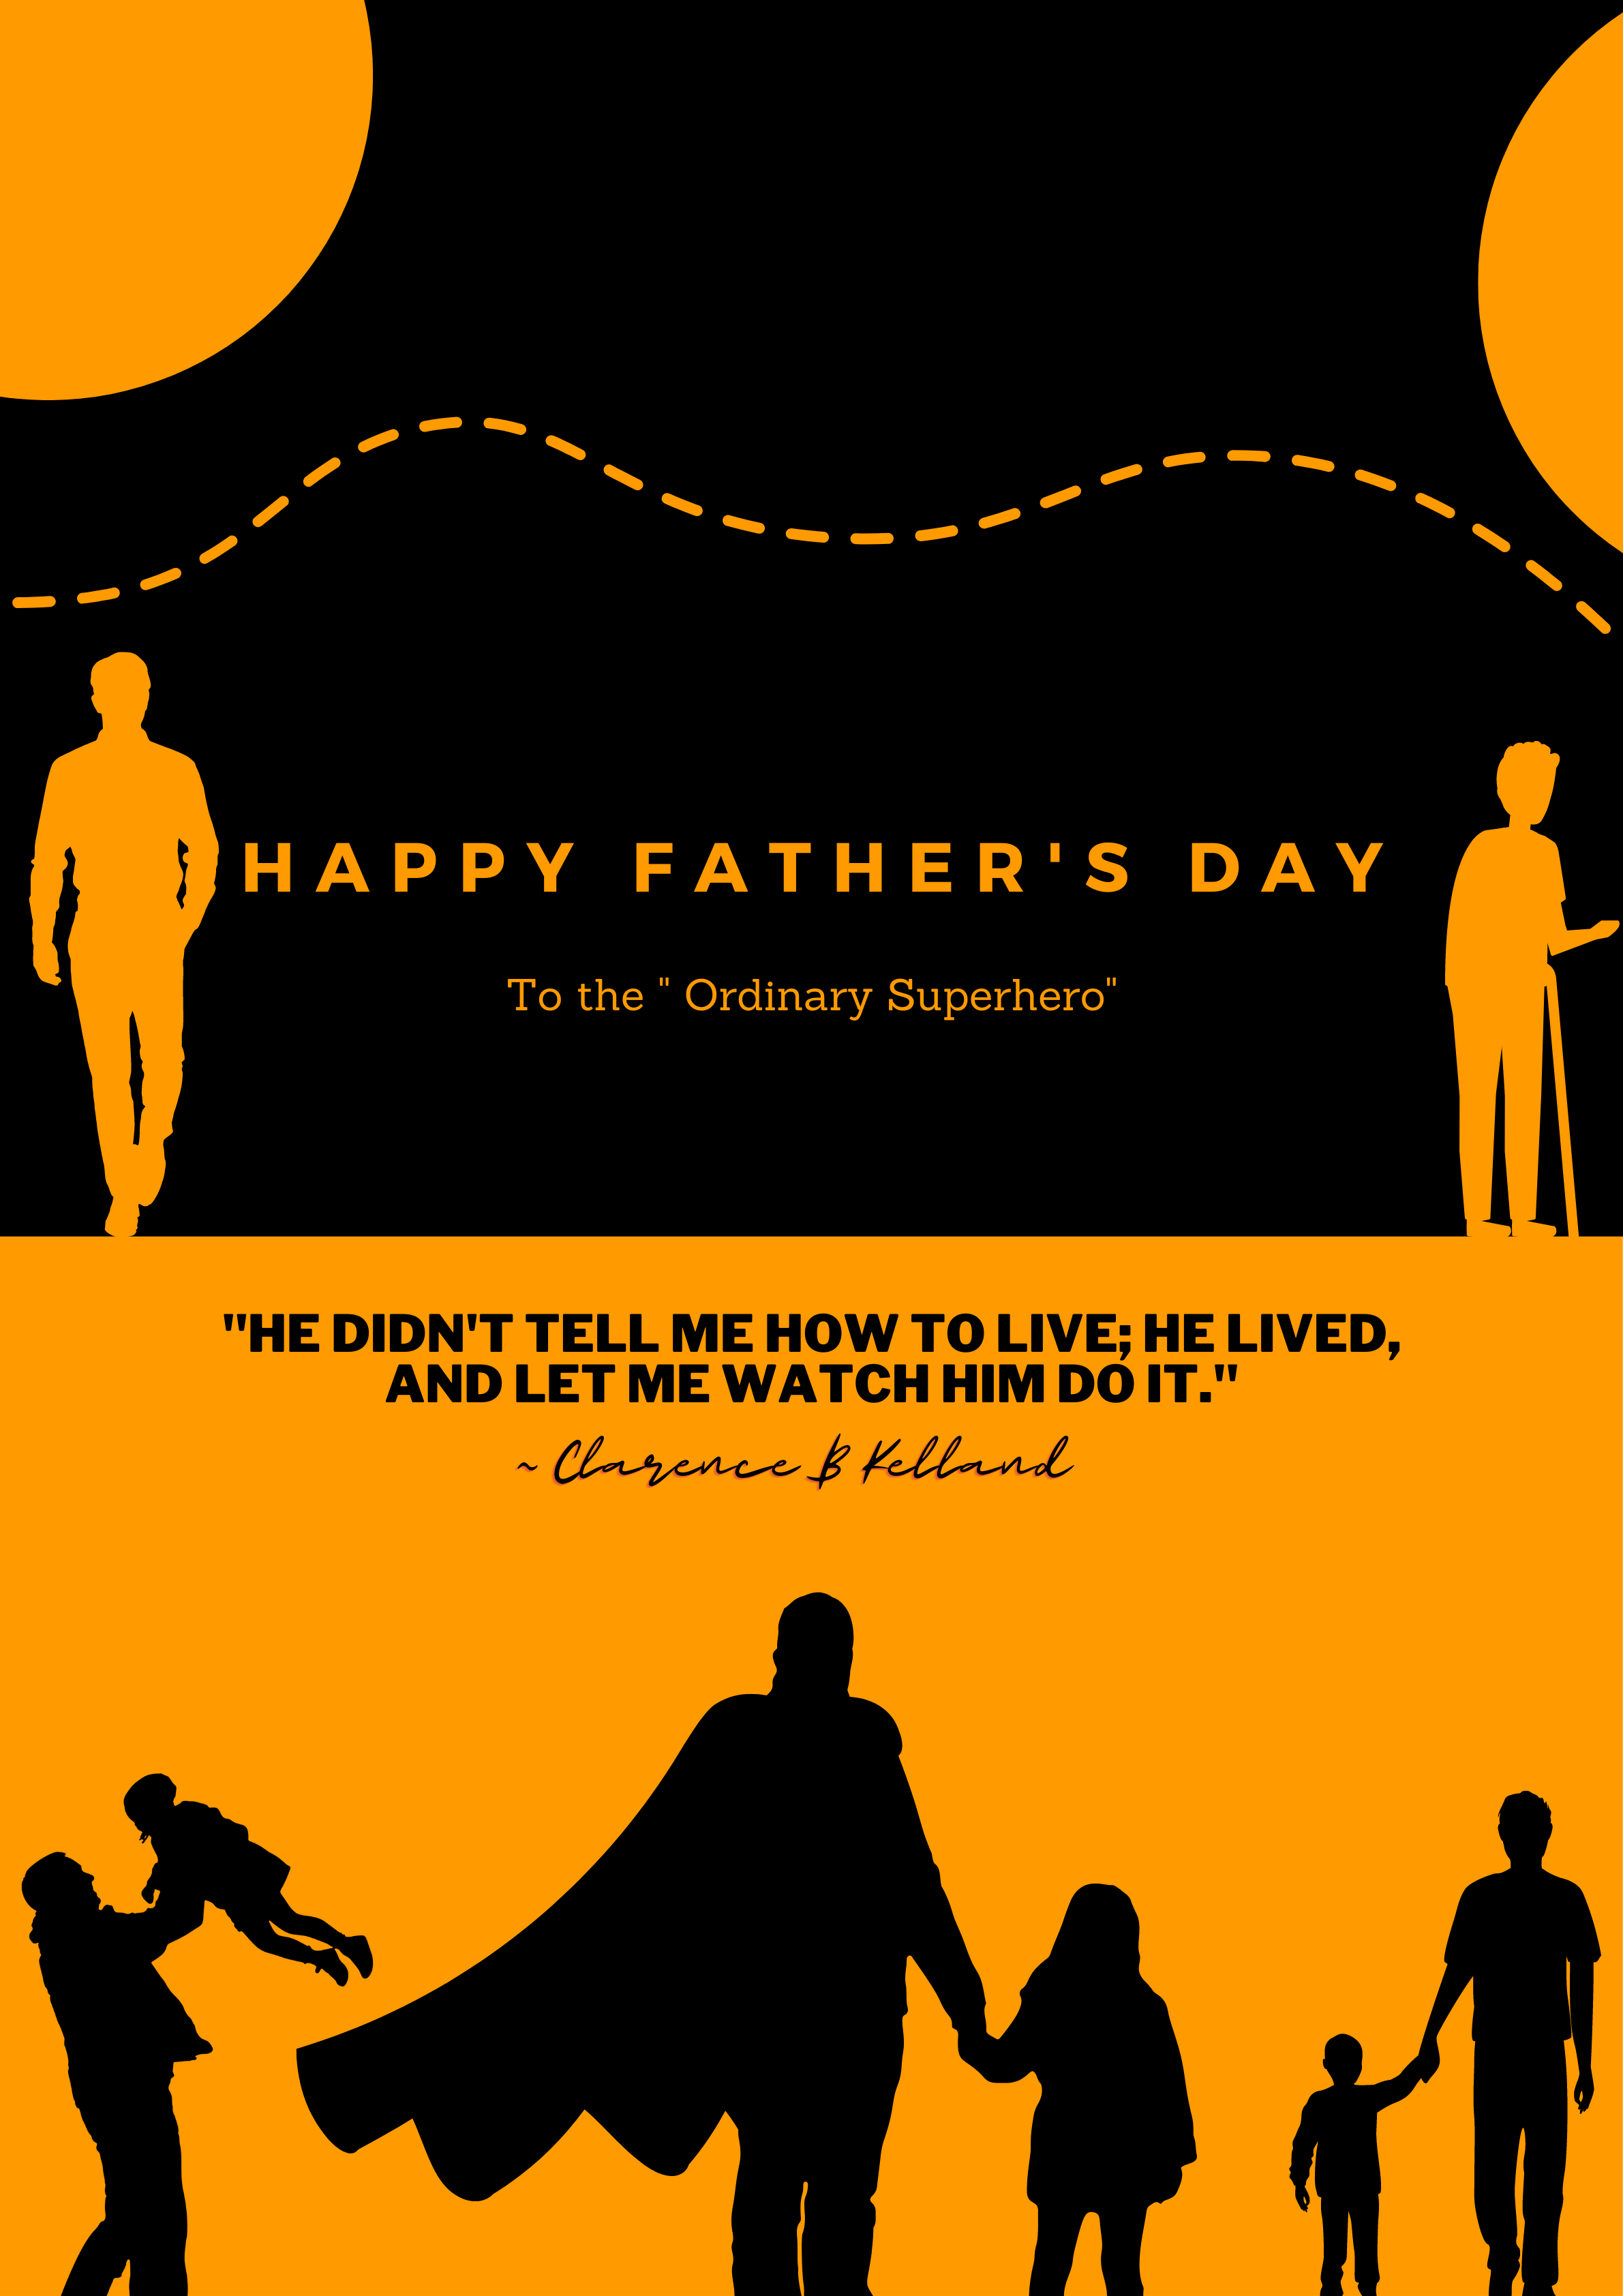 HAPPY FATHER'S DAY
To the " Ordinary Superhero"
"HE DIDN'T TELL ME HOW TO LIVE; HE LIVED,
AND LET ME WATCH HIM DO IT."
~Clarence B Kelland